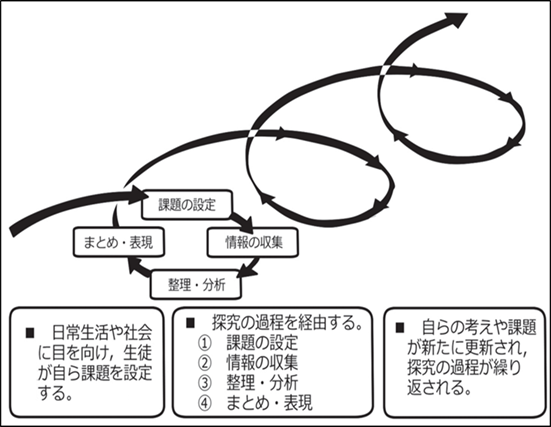 課題の設定
まとめ・表現
情報の収集
整理・分析
■ 日常生活や社会
に目を向け，生徒
が自ら課題を設定
する。
■ 探究の過程を経由する。
① 課題の設定
② 情報の収集
③ 整理・分析
④ まとめ・表現
■ 自らの考えや課題
が新たに更新され，
探究の過程が繰り
返される。